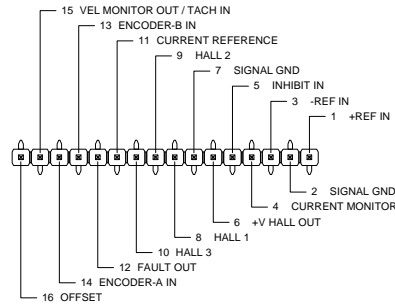 15 VEL MONITOR OUT / TACH IN
13 ENCODER-B IN
11 CURRENT REFERENCE
9 HALL 2
7 SIGNAL GND
5 INHIBIT IN
3 -REF IN
1 +REF IN
2 SIGNAL GND
4 CURRENT MONITOR
6 +V HALL OUT
8 HALL 1
10 HALL 3
12 FAULT OUT
14 ENCODER-A IN
16 OFFSET